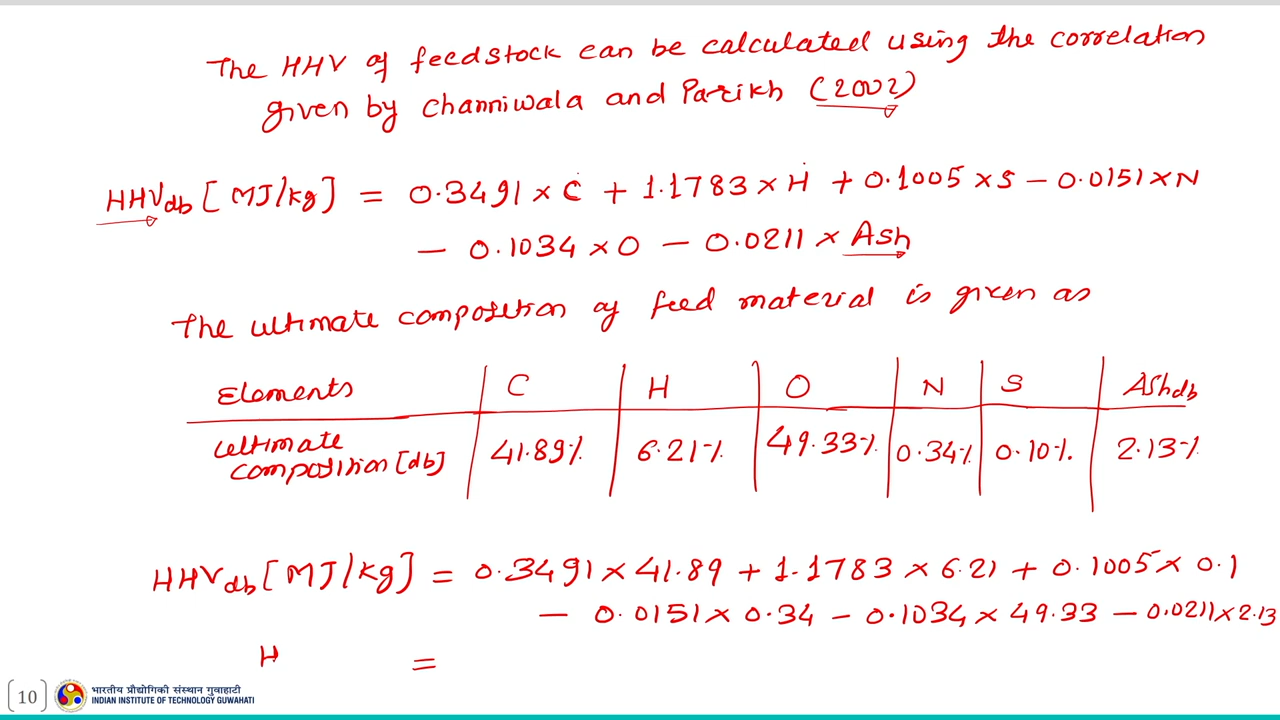 The HHV of feedstock can be calculated using the correlation
given by Channiwala and Parikh (2002)
HHVdb [MJ/kg] = 0.3491 × C + 1.1783 × H + 0.1005 × S - 0.0151 × N
- 0.1034 × O - 0.0211 × Ash
The ultimate composition of feed material is given as
Elements C H O N S Ashdb
ultimate composition [db] 41.89% 6.21% 49.33% 0.34% 0.10%. 2.13%
HHVdb [MJ/kg] = 0.3491 × 41.89 + 1.1783 × 6.21 + 0.1005 × 0.1
- 0.0151 × 0.34 - 0.1034 × 49.33 - 0.0211 × 2.13
H =
10
भारतीय प्रौद्योगिकी संस्थान गुवाहाटी
INDIAN INSTITUTE OF TECHNOLOGY GUWAHATI